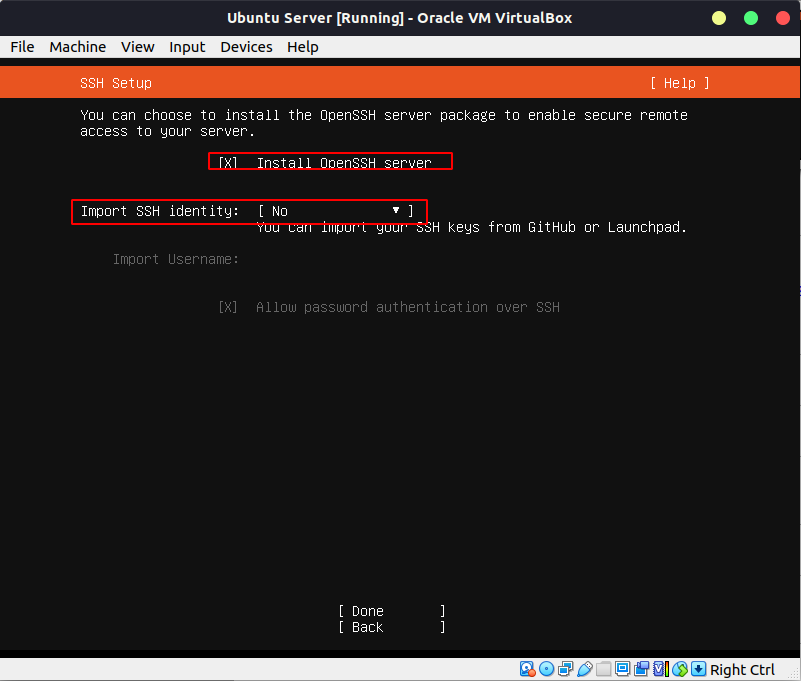 Ubuntu Server [Running] - Oracle VM VirtualBox
File Machine View Input Devices Help
SSH Setup [ Help ]
You can choose to install the OpenSSH server package to enable secure remote
access to your server.
[X] Install OpenSSH server
Import SSH identity: [ No ▾ ]
You can import your SSH keys from GitHub or Launchpad.
Import Username:
[X] Allow password authentication over SSH
[ Done ]
[ Back ]
Right Ctrl